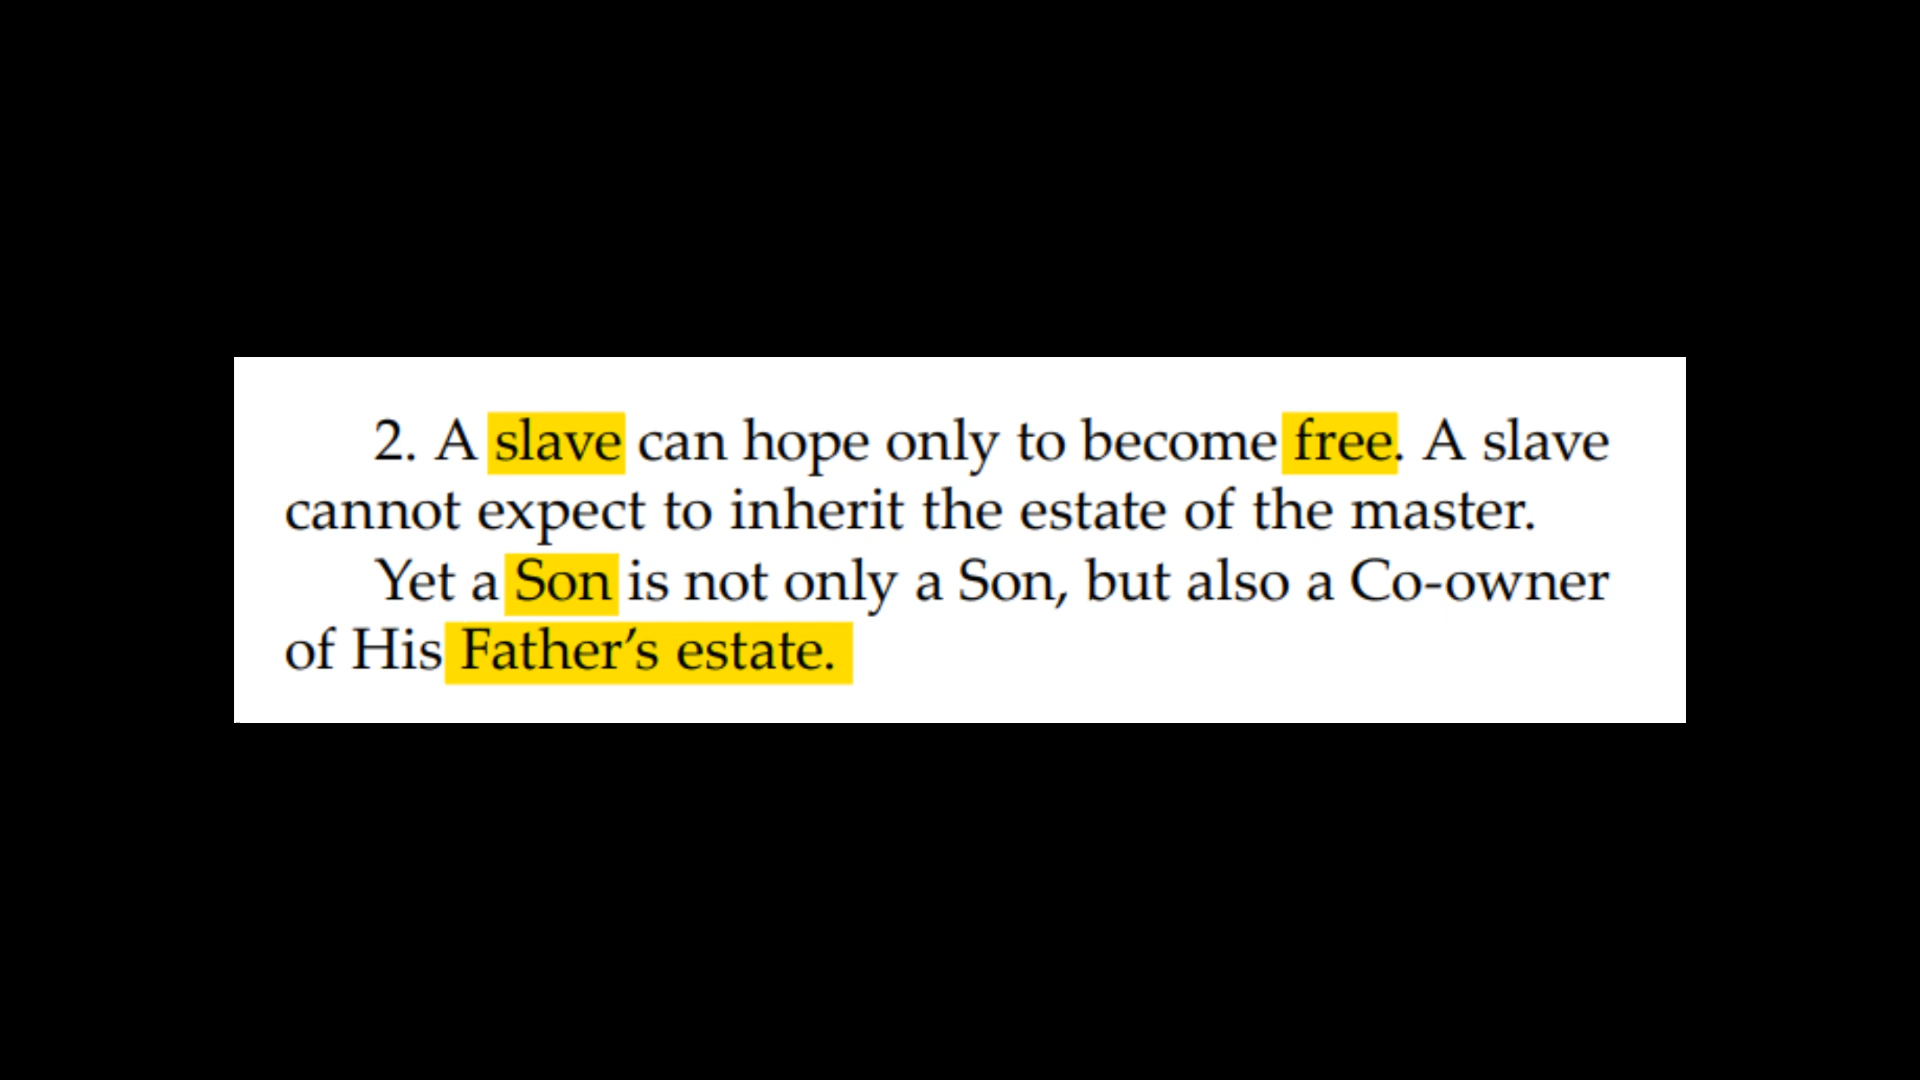 2. A slave can hope only to become free. A slave
cannot expect to inherit the estate of the master.
Yet a Son is not only a Son, but also a Co-owner
of His Father’s estate.